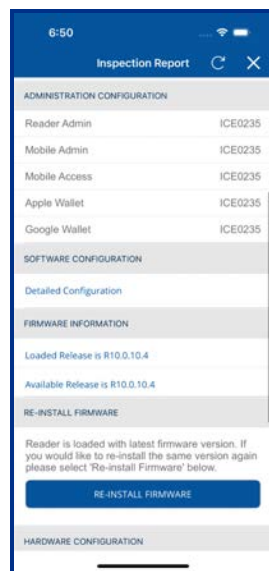 6:50
Inspection Report
ADMINISTRATION CONFIGURATION
Reader Admin ICE0235
Mobile Admin ICE0235
Mobile Access ICE0235
Apple Wallet ICE0235
Google Wallet ICE0235
SOFTWARE CONFIGURATION
Detailed Configuration
FIRMWARE INFORMATION
Loaded Release is R10.0.10.4
Available Release is R10.0.10.4
RE-INSTALL FIRMWARE
Reader is loaded with latest firmware version. If
you would like to re-install the same version again
please select 'Re-install Firmware' below.
RE-INSTALL FIRMWARE
HARDWARE CONFIGURATION